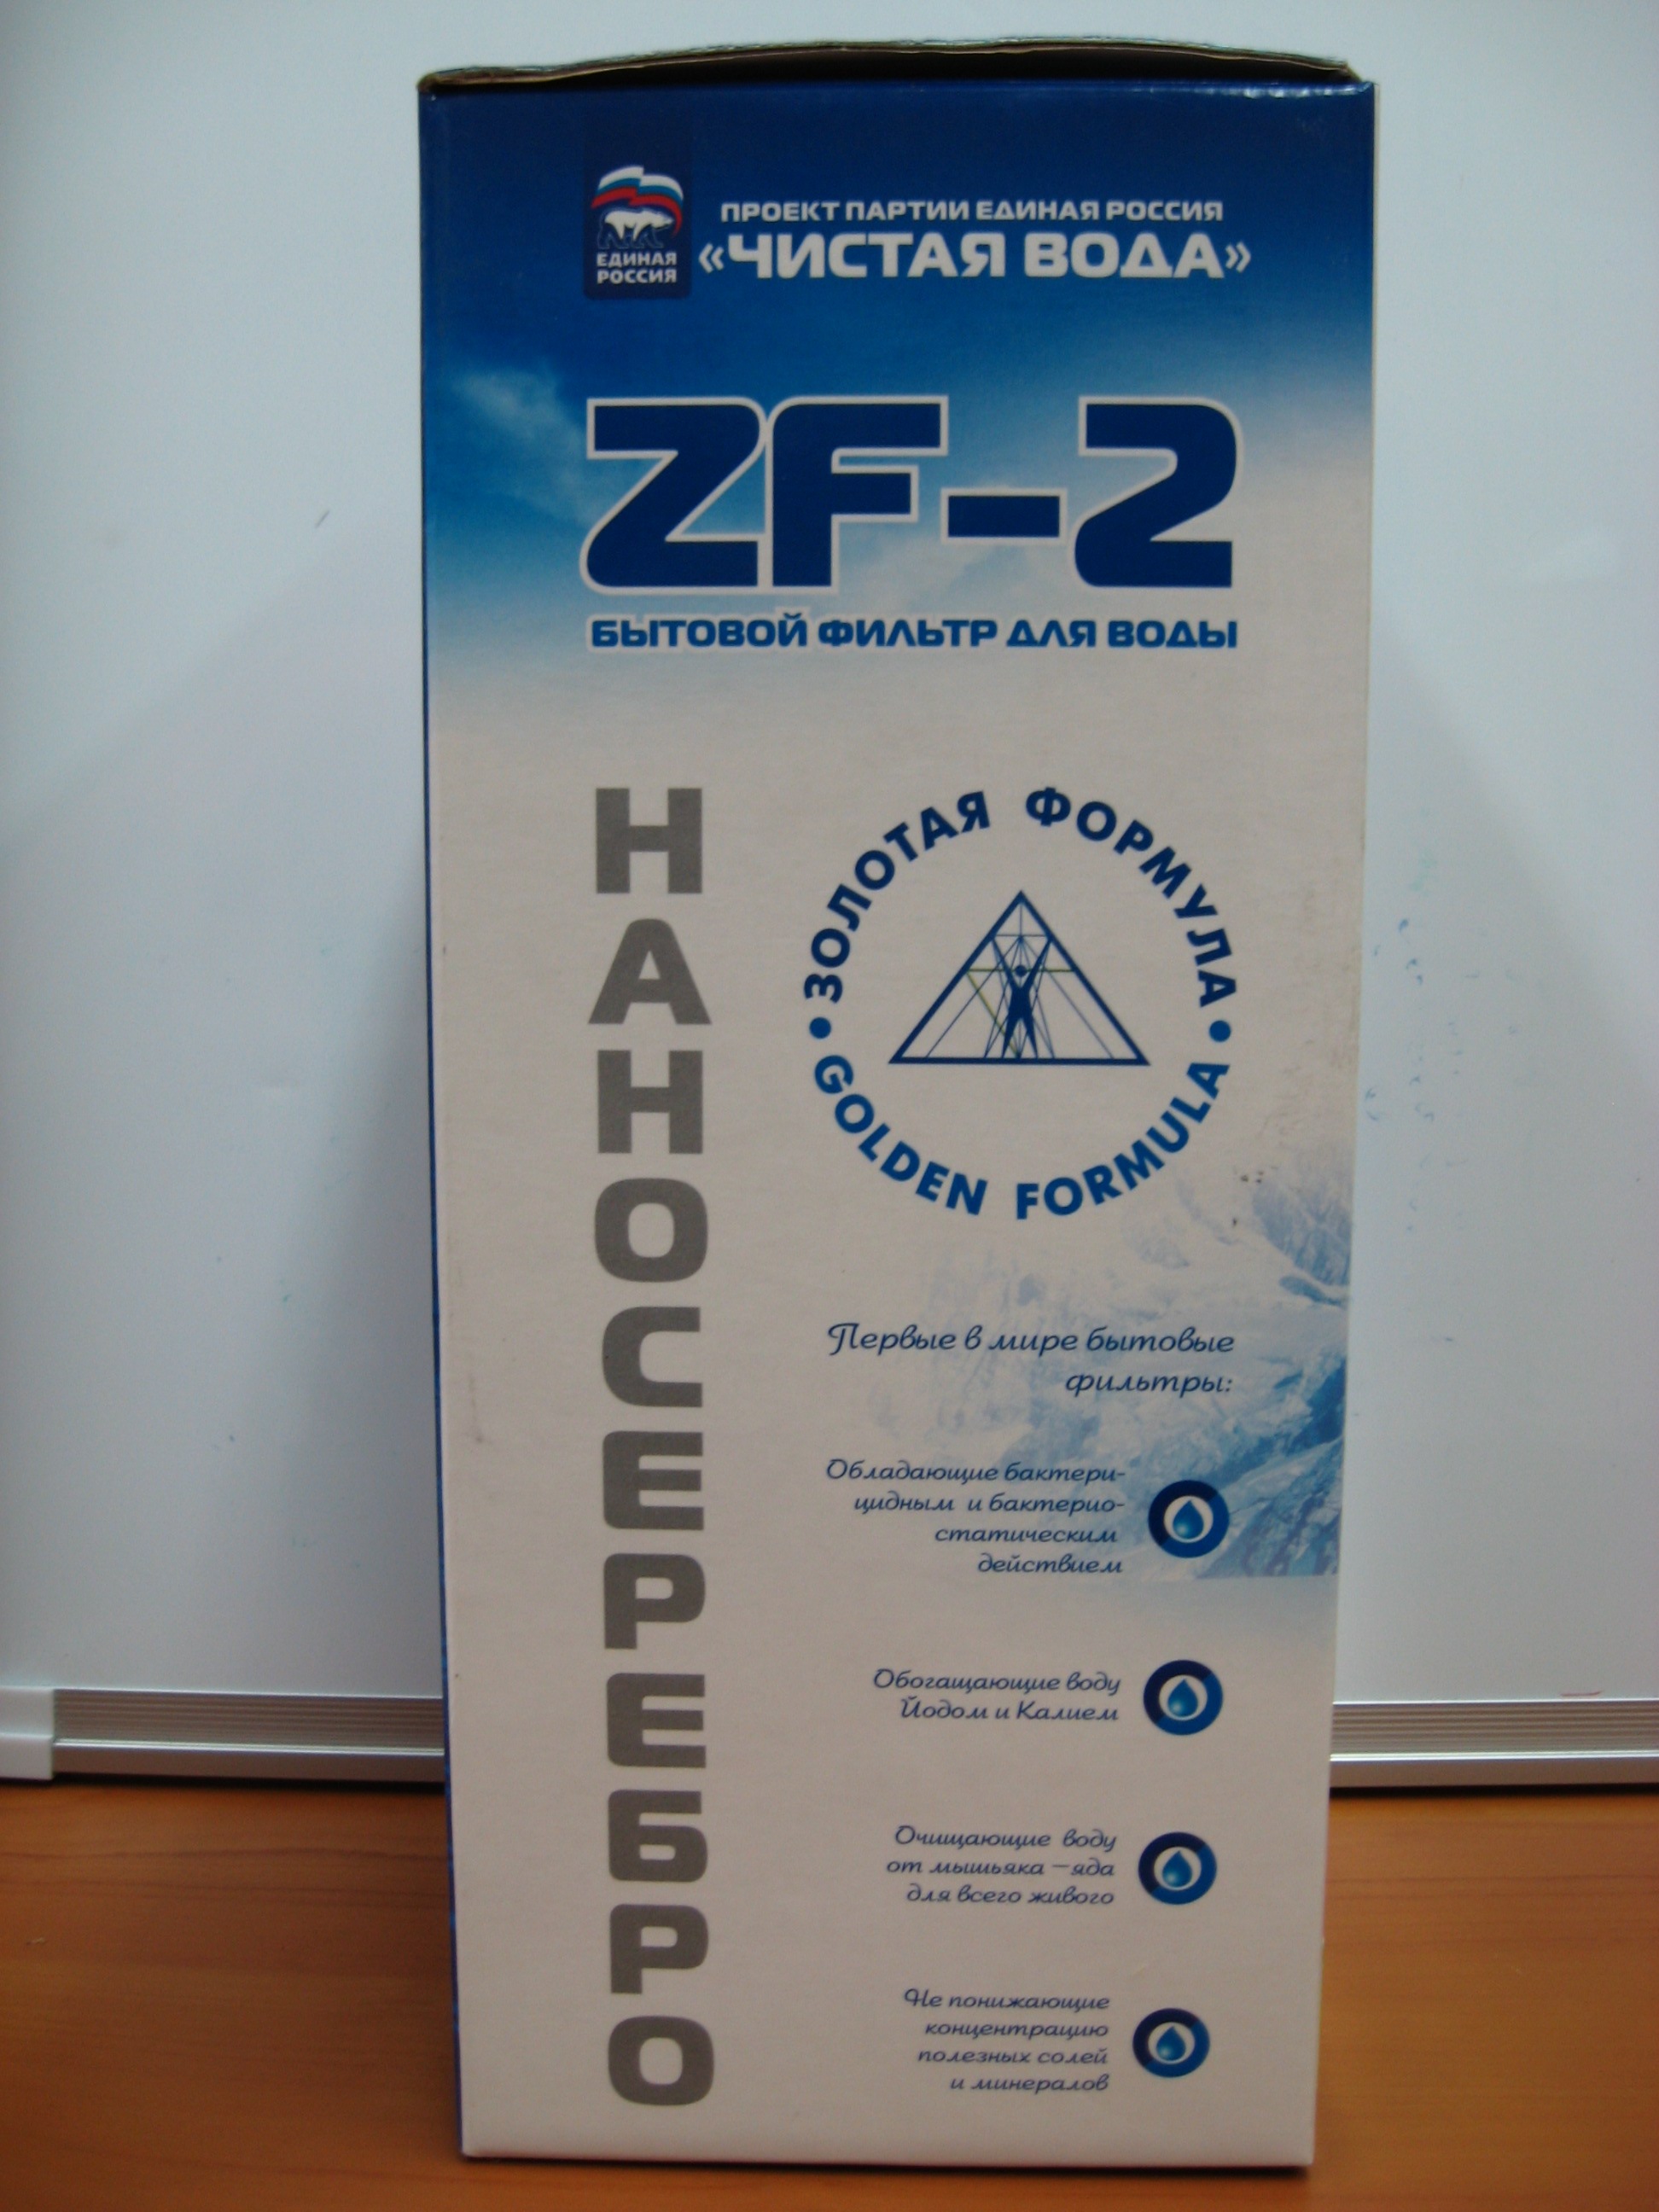 ЕДИНАЯ
РОССИЯ
ПРОЕКТ ПАРТИИ ЕДИНАЯ РОССИЯ
«ЧИСТАЯ ВОДА»
ZF-2
БЫТОВОЙ ФИЛЬТР ДЛЯ ВОДЫ
НАНОСЕРЕБРО
• ЗОЛОТАЯ ФОРМУЛА •
GOLDEN FORMULA
Первые в мире бытовые
фильтры:
Обладающие бактери-
цидным и бактерио-
статическим
действием
Обогащающие воду
Йодом и Калием
Очищающие воду
от мышьяка – яда
для всего живого
Не понижающие
концентрацию
полезных солей
и минералов